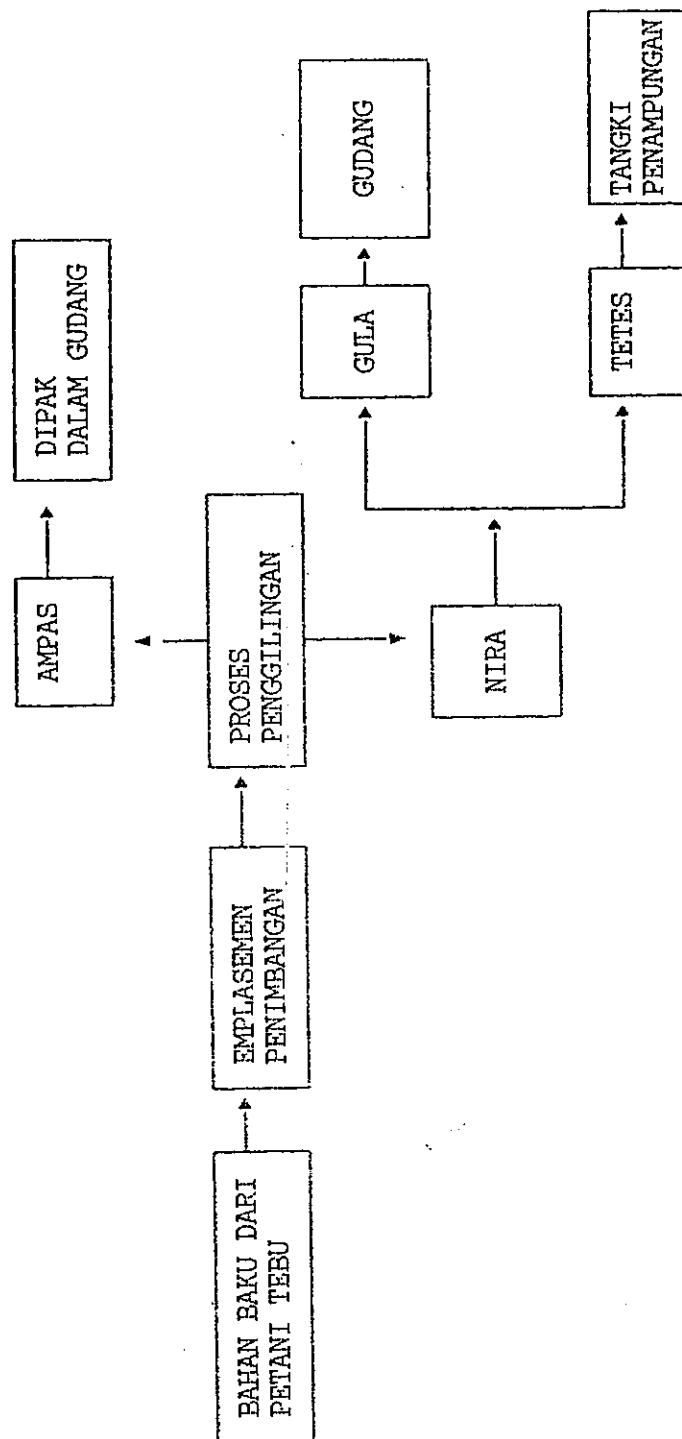 BAHAN BAKU DARI
PETANI TEBU
EMPLASEMEN
PENIMBANGAN
PROSES
PENGGILINGAN
AMPAS
DIPAK
DALAM GUDANG
NIRA
GULA
GUDANG
TETES
TANGKI
PENAMPUNGAN